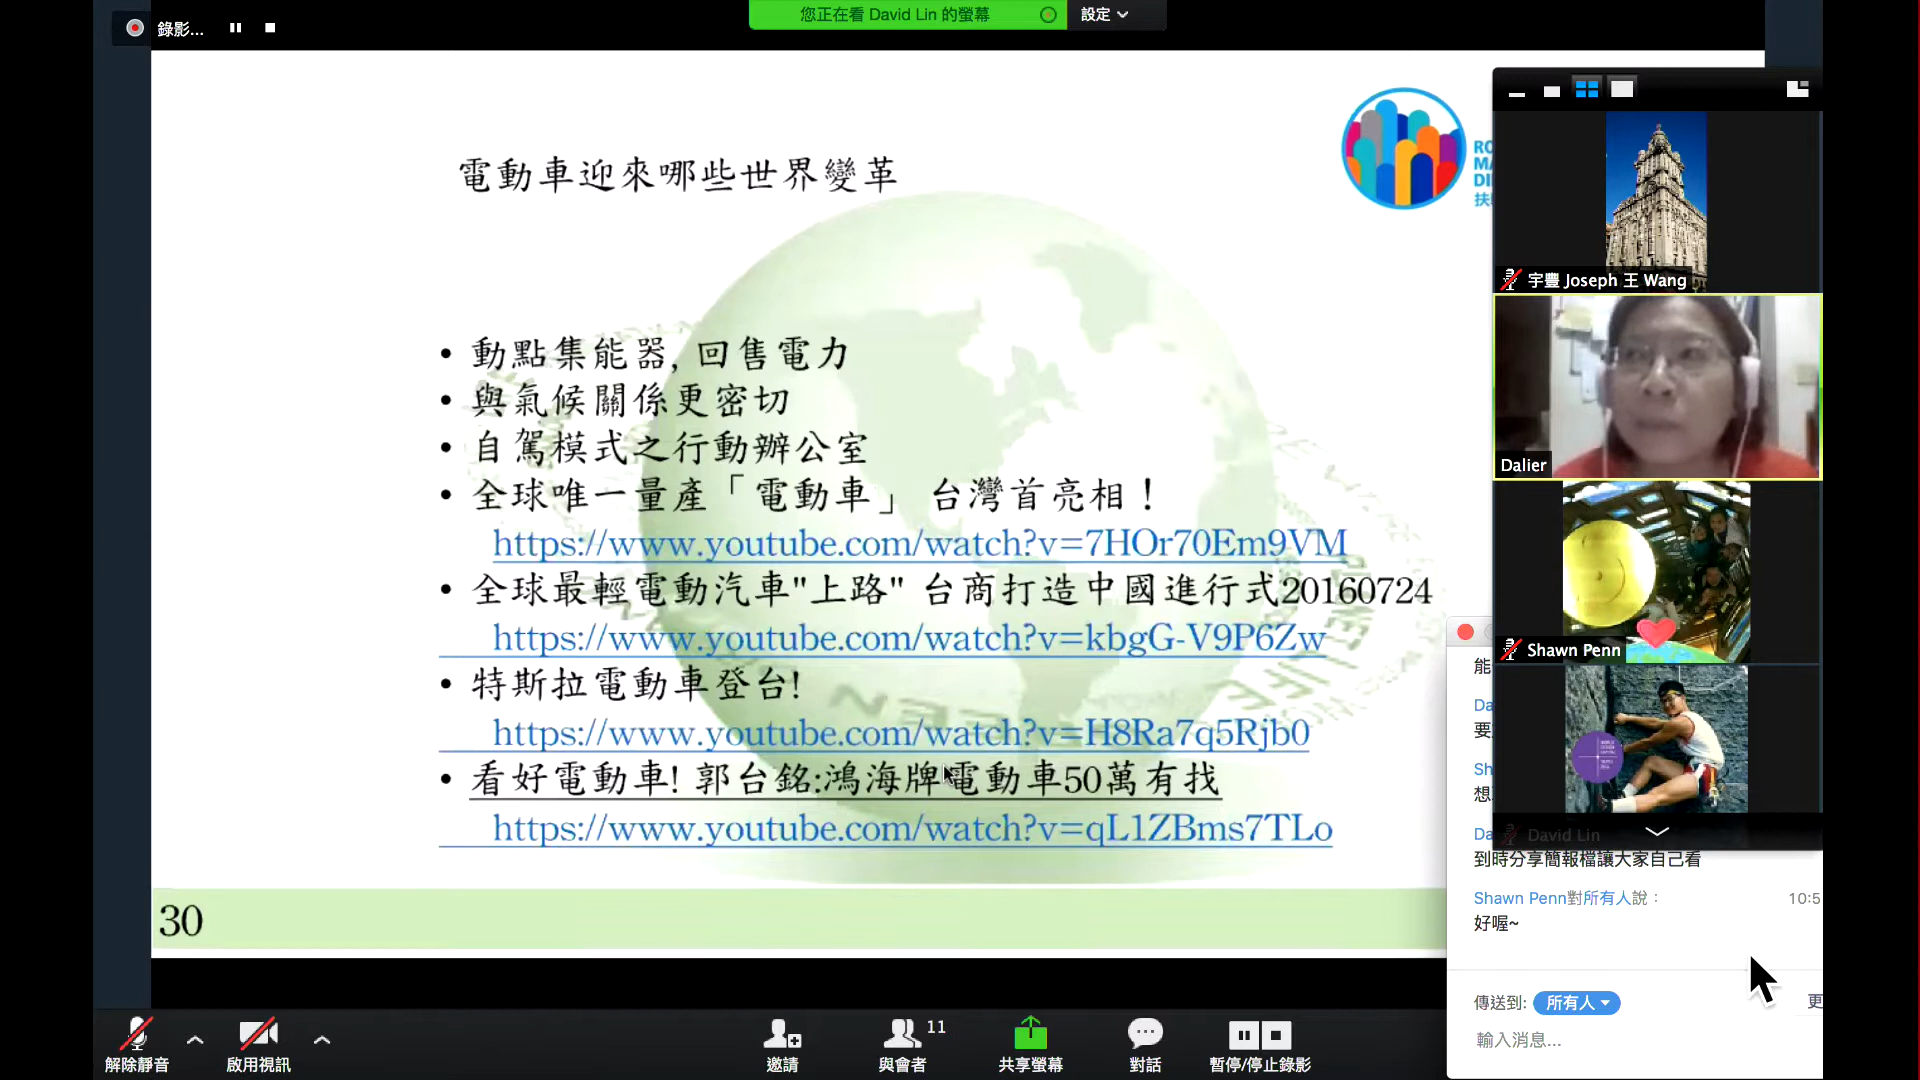 錄影...
您正在看 David Lin 的螢幕
設定
電動車迎來哪些世界變革
• 動點集能器, 回售電力
• 與氣候關係更密切
• 自駕模式之行動辦公室
• 全球唯一量產「電動車」 台灣首亮相！
https://www.youtube.com/watch?v=7HOr70Em9VM
• 全球最輕電動汽車"上路" 台商打造中國進行式20160724
https://www.youtube.com/watch?v=kbgG-V9P6Zw
• 特斯拉電動車登台!
https://www.youtube.com/watch?v=H8Ra7q5Rjb0
• 看好電動車! 郭台銘:鴻海牌電動車50萬有找
https://www.youtube.com/watch?v=qL1ZBms7TLo
30
RO
MA
DI
扶
宇豐 Joseph 王 Wang
Dalier
Shawn Penn
David Lin
能
Da
要
Sh
想
Da
到時分享簡報檔讓大家自己看
Shawn Penn對所有人說：
10:5
好喔~
傳送到: 所有人
更
輸入消息...
解除靜音
啟用視訊
邀請
11
與會者
共享螢幕
對話
暫停/停止錄影